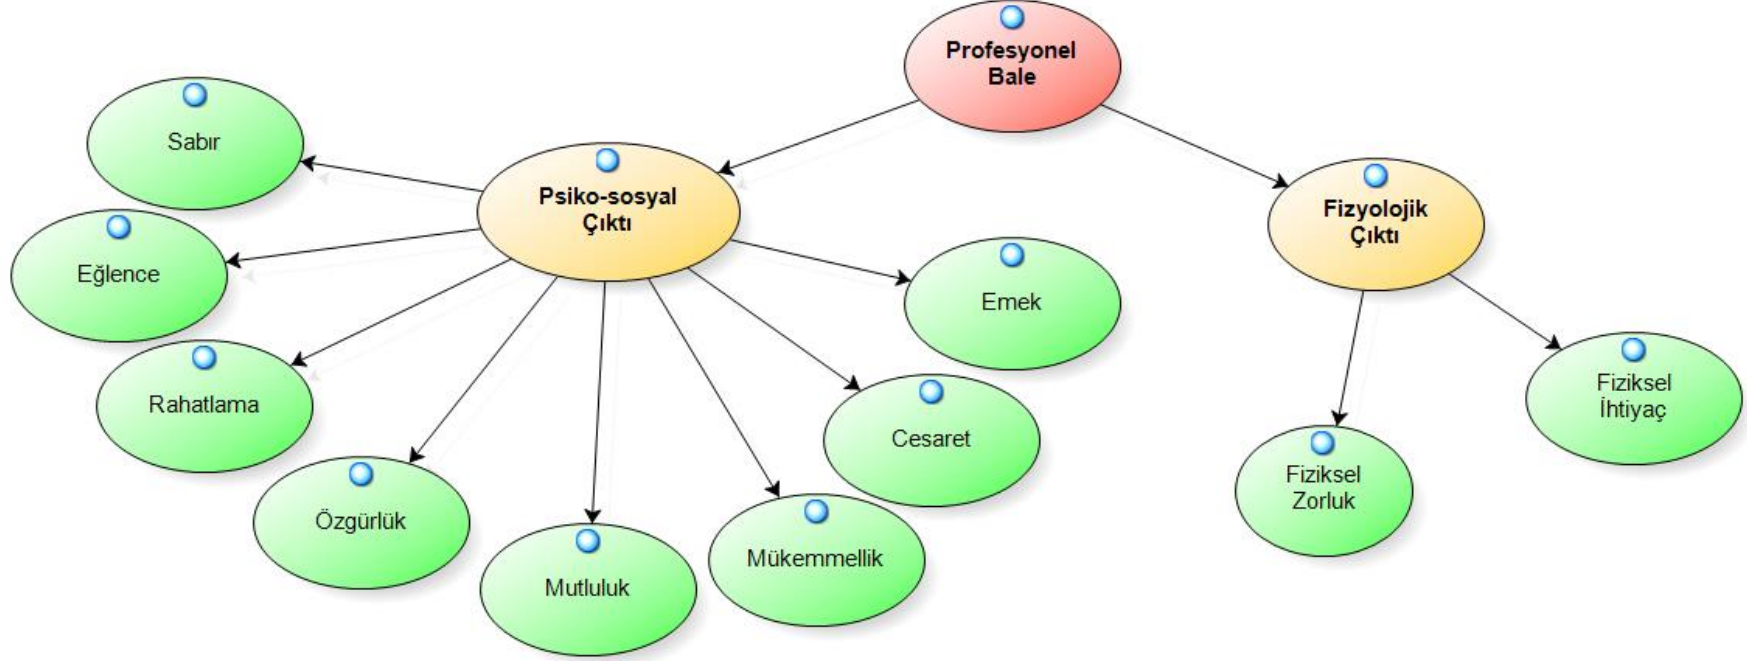 Profesyonel
Bale
Sabır
Psiko-sosyal
Çıktı
Fizyolojik
Çıktı
Eğlence
Emek
Rahatlama
Fiziksel
İhtiyaç
Cesaret
Fiziksel
Zorluk
Özgürlük
Mükemmellik
Mutluluk